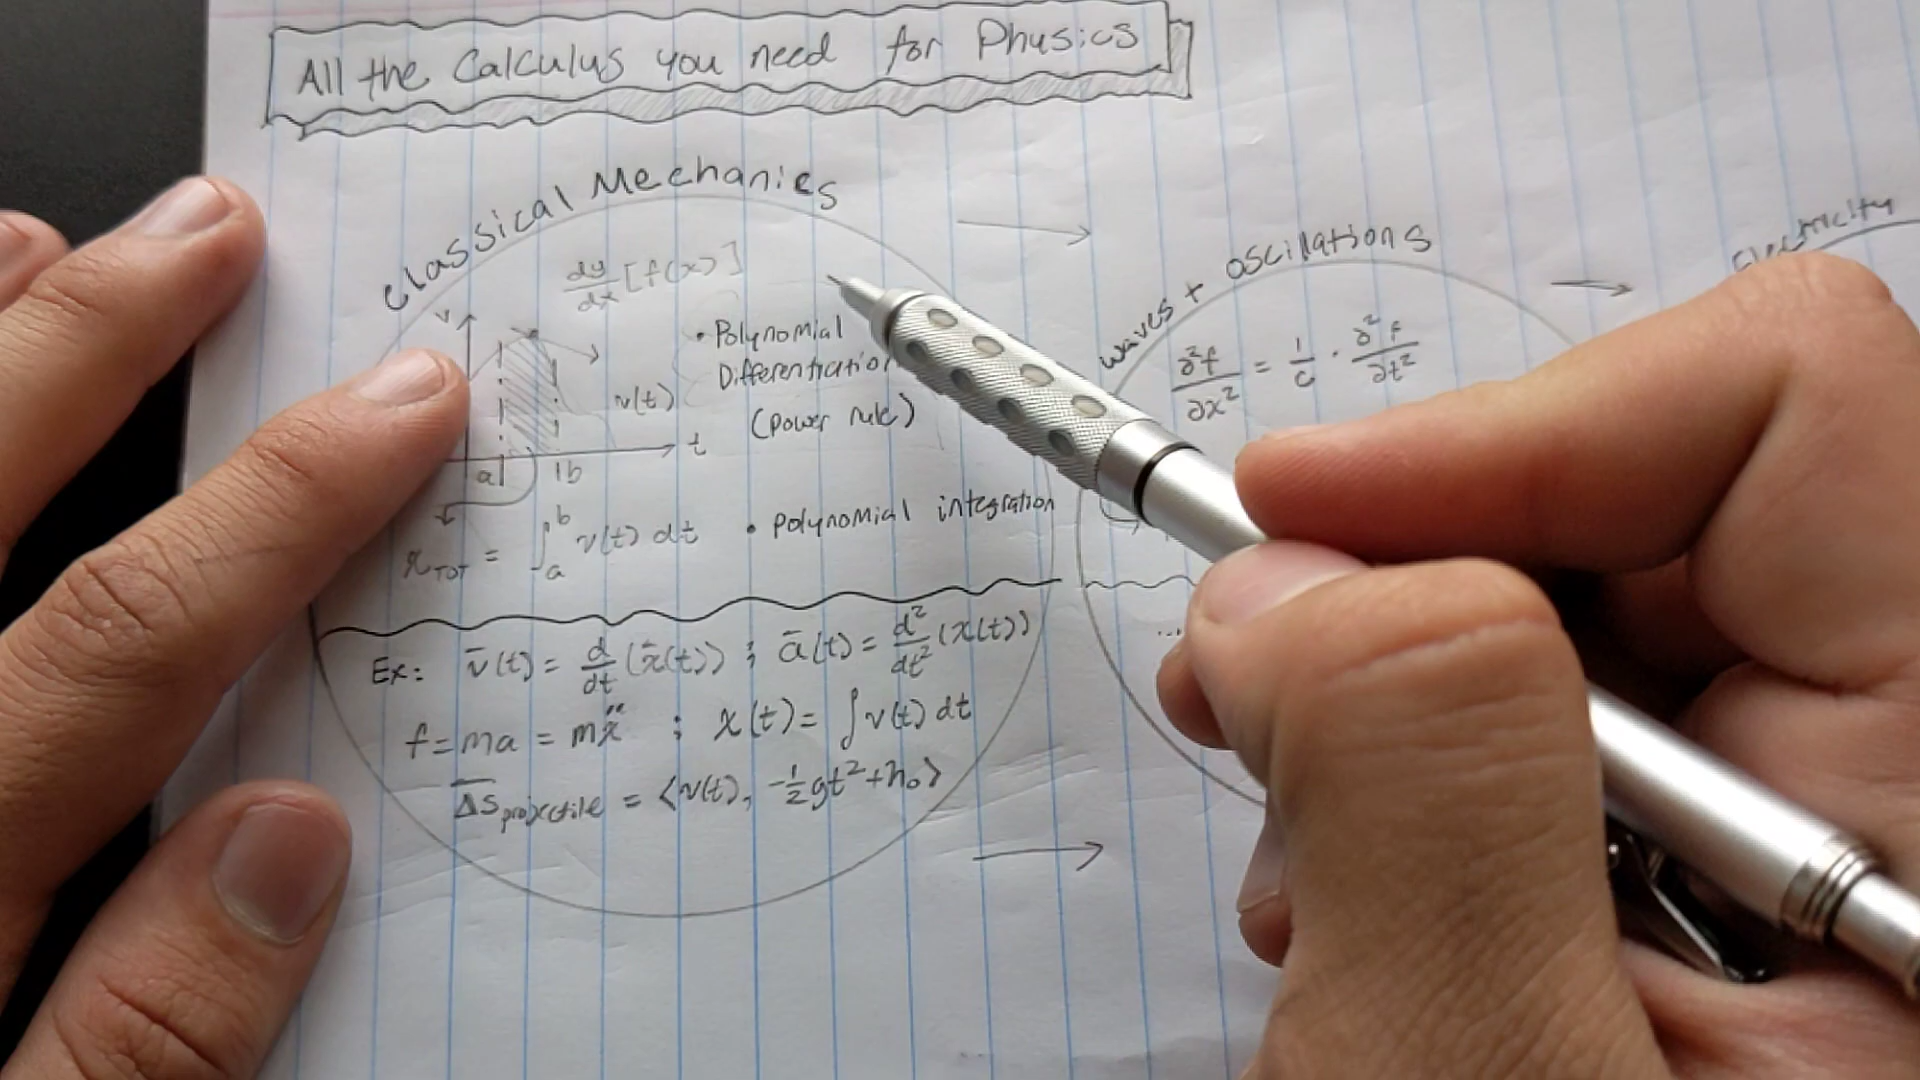 All the Calculus you need for Physics
Classical Mechanics
dy/dx [f(x)]
v
• Polynomial
Differentiation
(power rule)
v(t)
t
a b
x_TOT = ∫_a^b v(t) dt
• polynomial integration
Ex: v̄(t) = d/dt (x̄(t)) ; ā(t) = d²/dt² (x(t))
f = ma = mẍ ; x(t) = ∫v(t) dt
Δs projectile = ⟨v(t), -½gt² + h₀⟩
waves + oscillations
∂²f/∂x² = 1/c · ∂²f/∂t²
...
Electricity